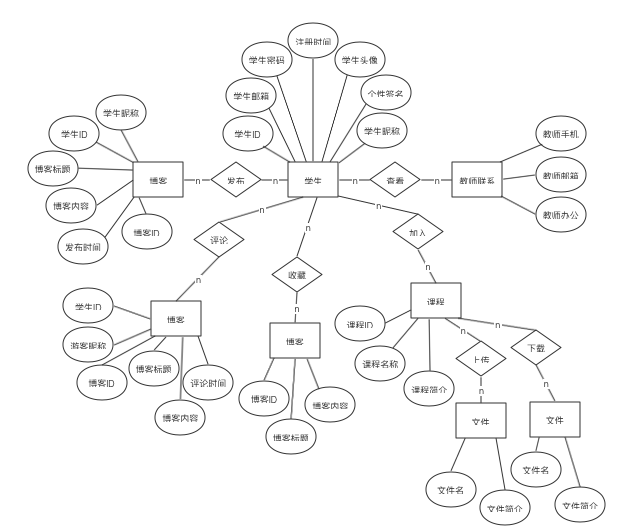 注册时间
学生密码
学生头像
学生邮箱
个性签名
学生昵称
学生ID
学生昵称
学生ID
教师手机
博客标题
博客
n
发布
n
学生
n
查看
n
教师联系
教师邮箱
博客内容
博客ID
发布时间
教师办公
n
n
评论
n
加入
n
收藏
n
n
n
学生ID
博客
游客昵称
博客ID
博客标题
评论时间
博客内容
博客
博客ID
博客内容
博客标题
课程
课程ID
课程名称
课程简介
n
n
上传
下载
n
n
文件
文件
文件名
文件简介
文件名
文件简介